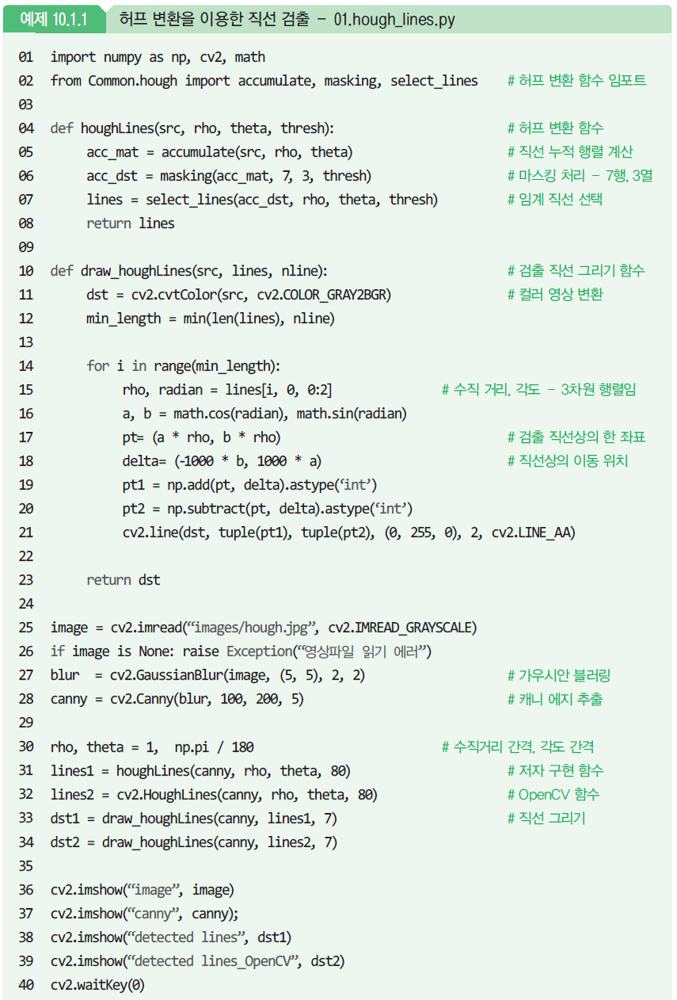 예제 10.1.1 허프 변환을 이용한 직선 검출 - 01.hough_lines.py
01 import numpy as np, cv2, math
02 from Common.hough import accumulate, masking, select_lines # 허프 변환 함수 임포트
03
04 def houghLines(src, rho, theta, thresh): # 허프 변환 함수
05 acc_mat = accumulate(src, rho, theta) # 직선 누적 행렬 계산
06 acc_dst = masking(acc_mat, 7, 3, thresh) # 마스킹 처리 - 7행, 3열
07 lines = select_lines(acc_dst, rho, theta, thresh) # 임계 직선 선택
08 return lines
09
10 def draw_houghLines(src, lines, nline): # 검출 직선 그리기 함수
11 dst = cv2.cvtColor(src, cv2.COLOR_GRAY2BGR) # 컬러 영상 변환
12 min_length = min(len(lines), nline)
13
14 for i in range(min_length):
15 rho, radian = lines[i, 0, 0:2] # 수직 거리, 각도 - 3차원 행렬임
16 a, b = math.cos(radian), math.sin(radian)
17 pt= (a * rho, b * rho) # 검출 직선상의 한 좌표
18 delta= (-1000 * b, 1000 * a) # 직선상의 이동 위치
19 pt1 = np.add(pt, delta).astype(‘int’)
20 pt2 = np.subtract(pt, delta).astype(‘int’)
21 cv2.line(dst, tuple(pt1), tuple(pt2), (0, 255, 0), 2, cv2.LINE_AA)
22
23 return dst
24
25 image = cv2.imread(“images/hough.jpg”, cv2.IMREAD_GRAYSCALE)
26 if image is None: raise Exception(“영상파일 읽기 에러”)
27 blur = cv2.GaussianBlur(image, (5, 5), 2, 2) # 가우시안 블러링
28 canny = cv2.Canny(blur, 100, 200, 5) # 캐니 에지 추출
29
30 rho, theta = 1, np.pi / 180 # 수직거리 간격, 각도 간격
31 lines1 = houghLines(canny, rho, theta, 80) # 저자 구현 함수
32 lines2 = cv2.HoughLines(canny, rho, theta, 80) # OpenCV 함수
33 dst1 = draw_houghLines(canny, lines1, 7) # 직선 그리기
34 dst2 = draw_houghLines(canny, lines2, 7)
35
36 cv2.imshow(“image”, image)
37 cv2.imshow(“canny”, canny);
38 cv2.imshow(“detected lines”, dst1)
39 cv2.imshow(“detected lines_OpenCV”, dst2)
40 cv2.waitKey(0)